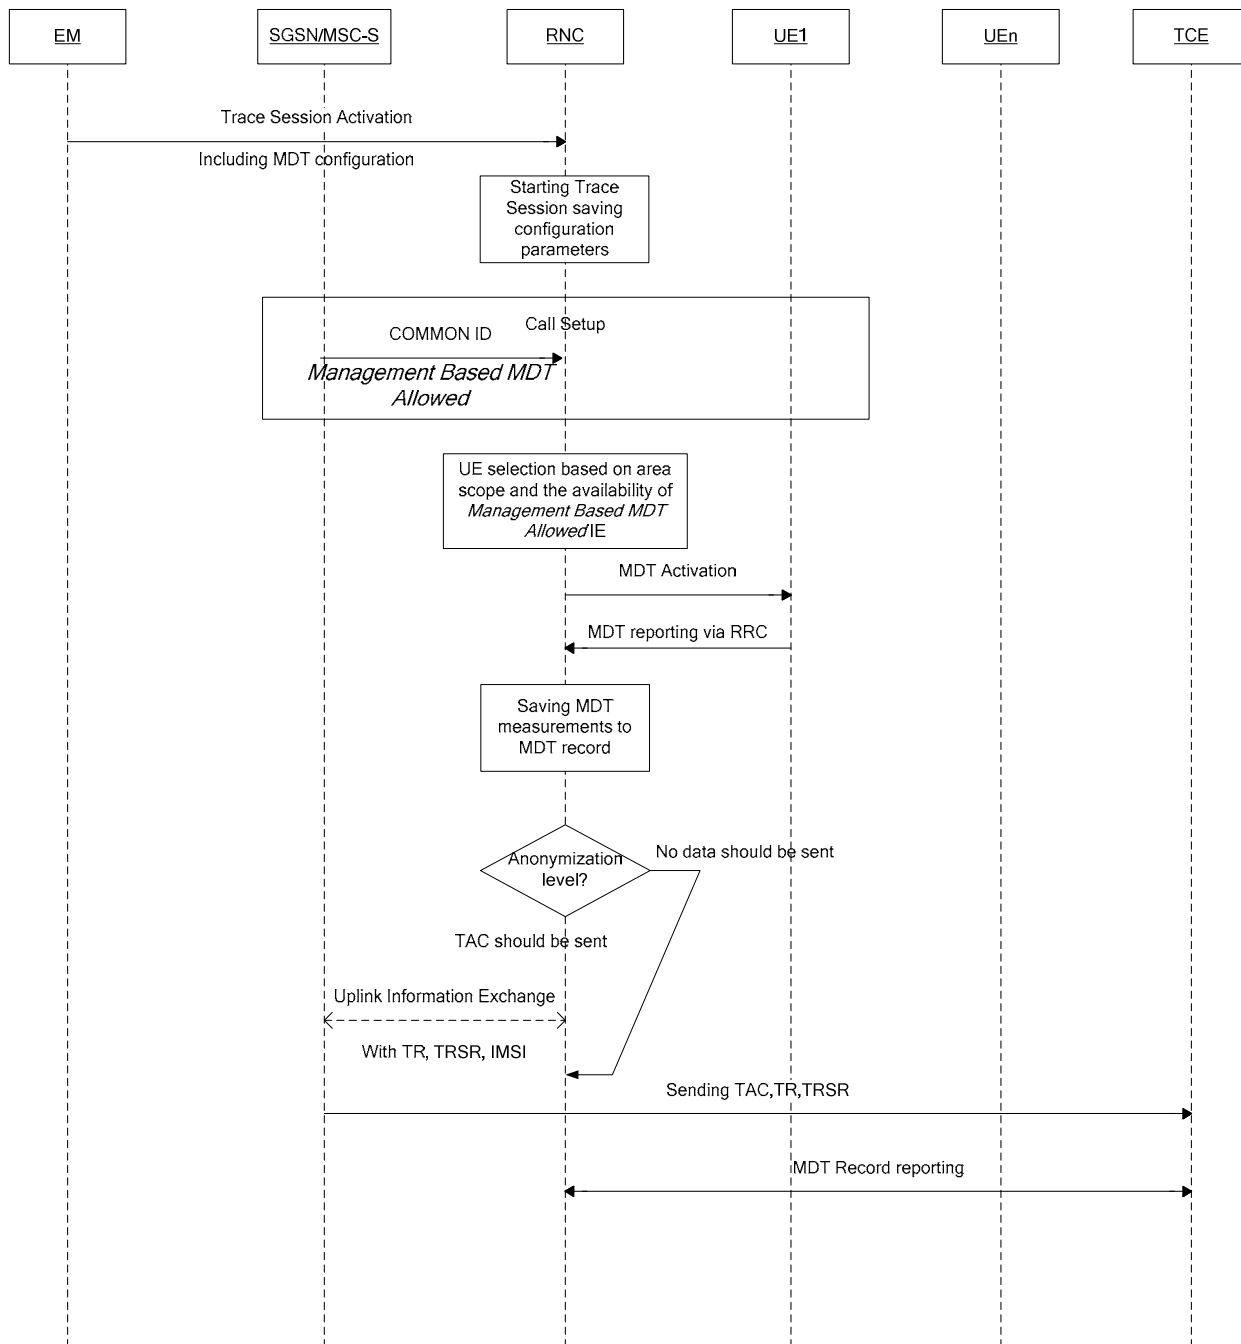 EM
SGSN/MSC-S
RNC
UE1
UEn
TCE
Trace Session Activation
Including MDT configuration
Starting Trace
Session saving
configuration
parameters
Call Setup
COMMON ID
Management Based MDT
Allowed
UE selection based on area
scope and the availability of
Management Based MDT
Allowed IE
MDT Activation
MDT reporting via RRC
Saving MDT
measurements to
MDT record
Anonymization
level?
No data should be sent
TAC should be sent
Uplink Information Exchange
With TR, TRSR, IMSI
Sending TAC,TR,TRSR
MDT Record reporting